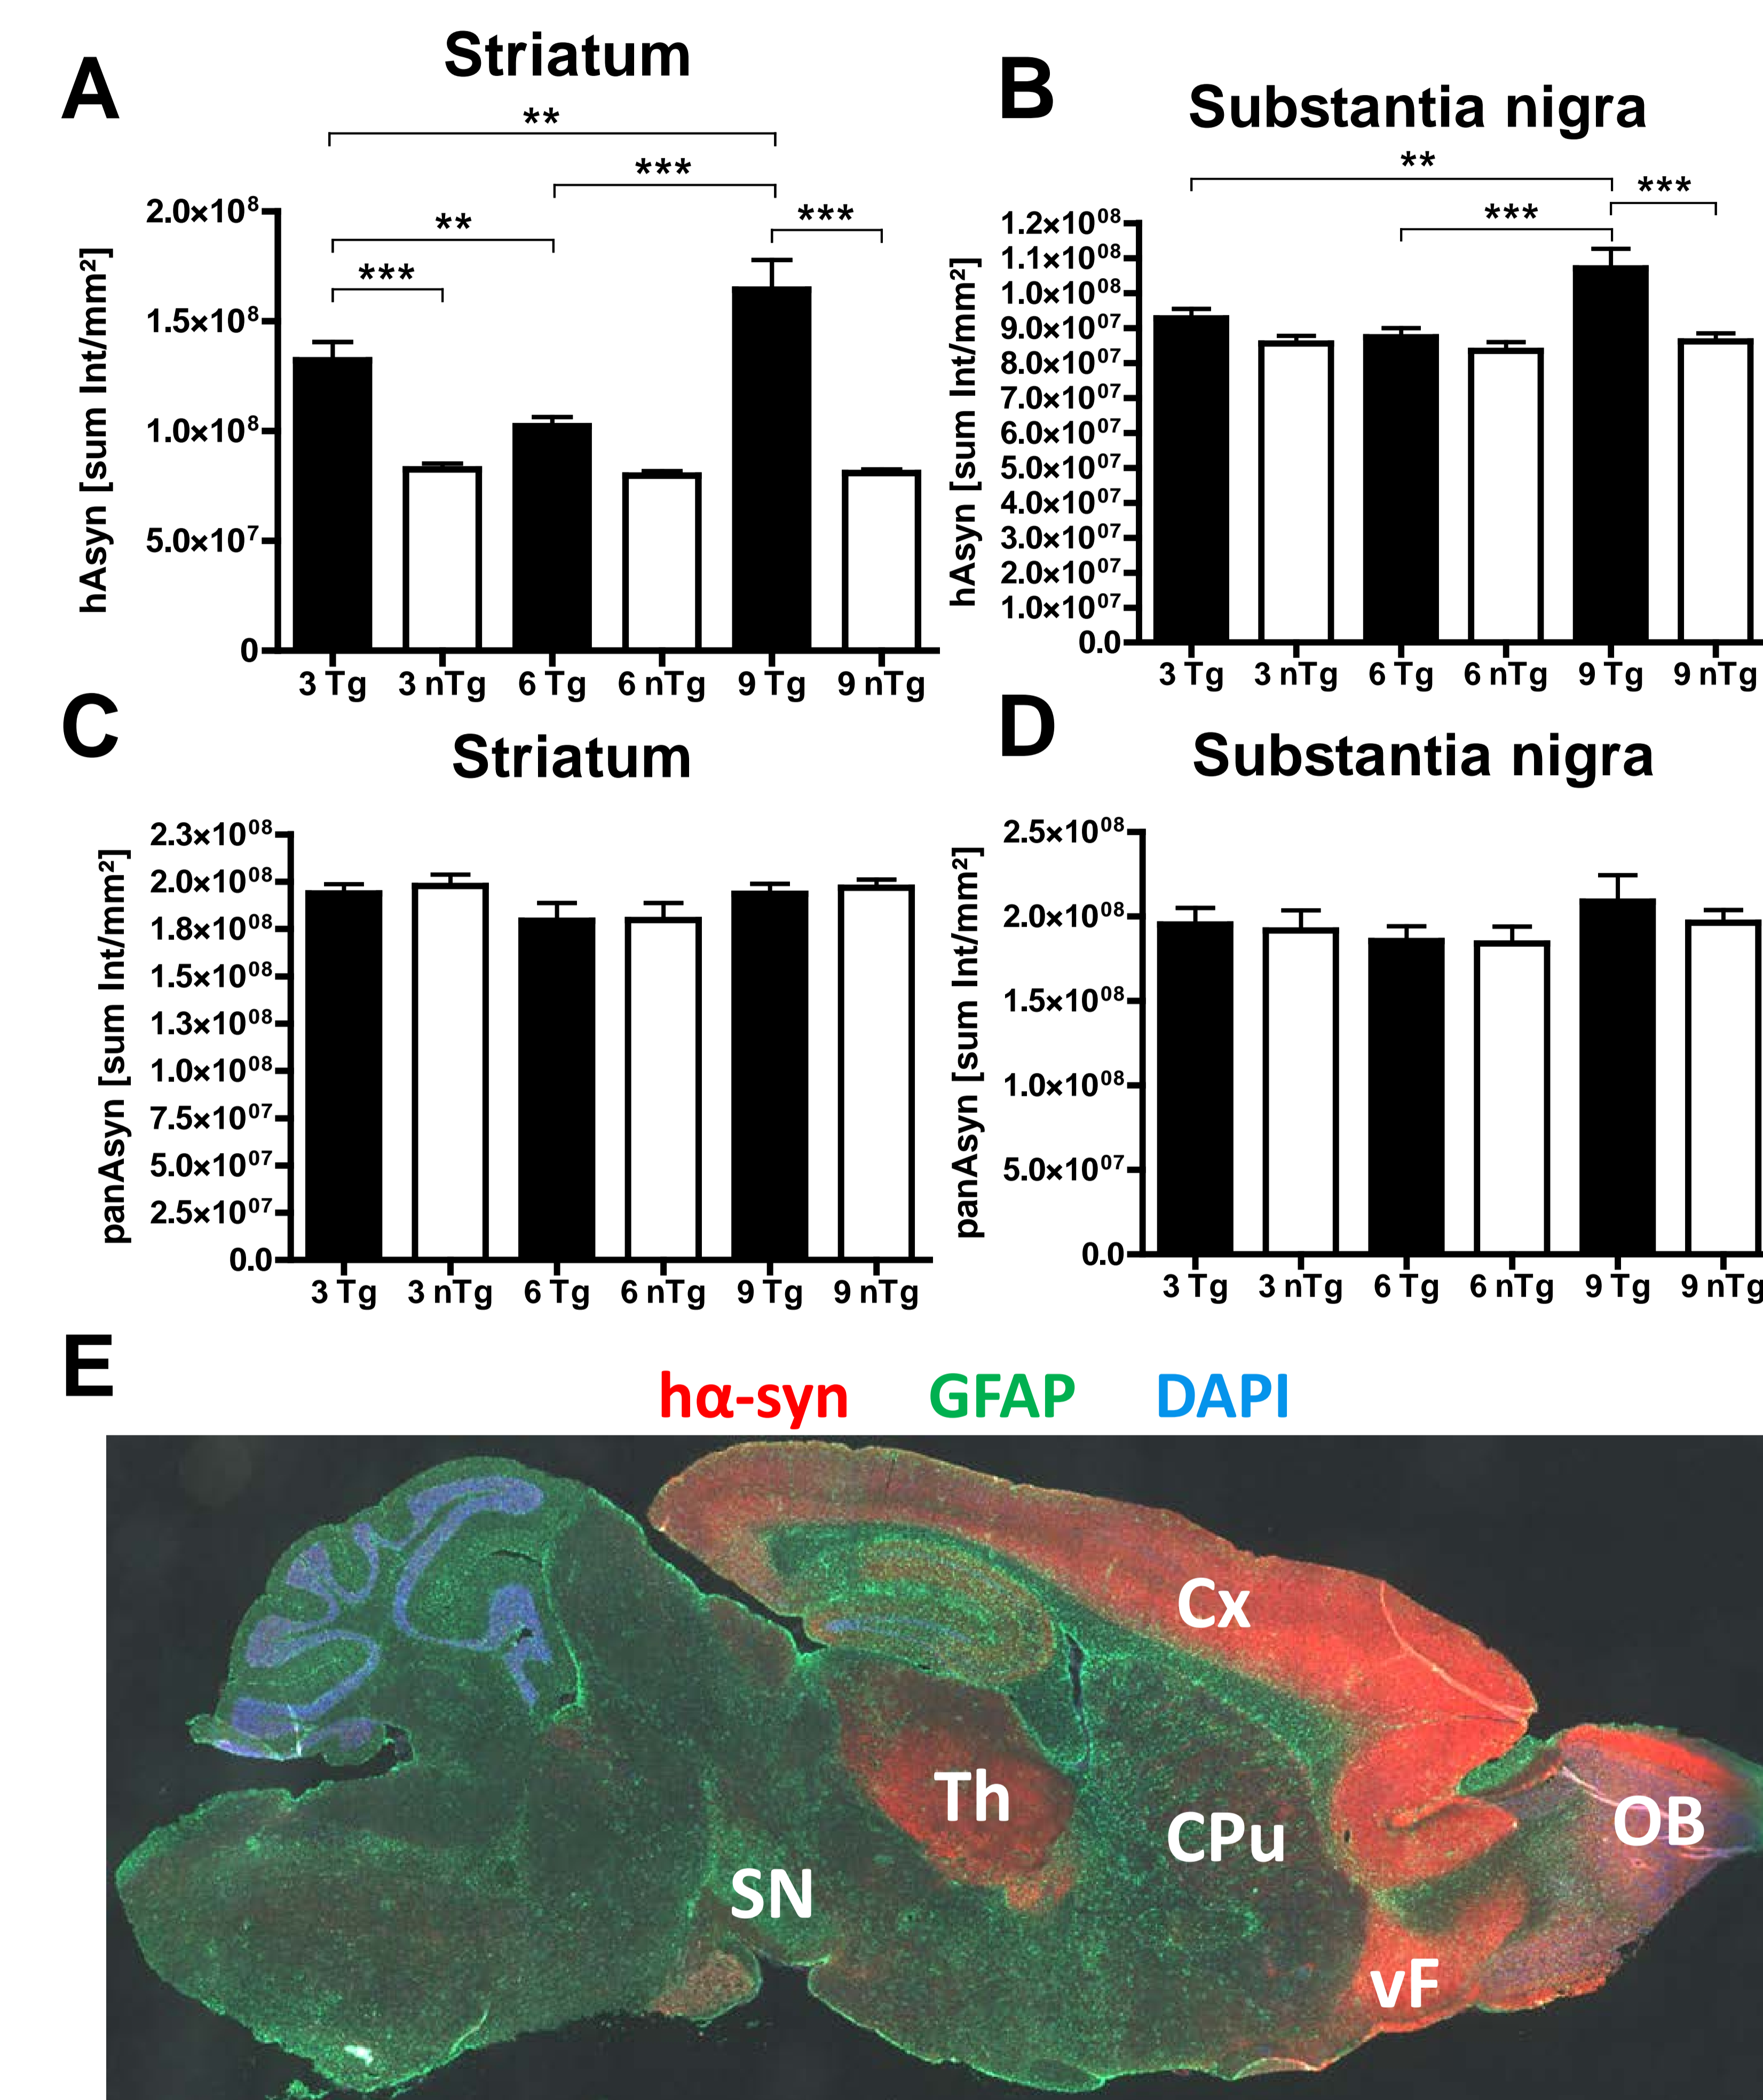 A
Striatum
**
***
**
***
***
hAsyn [sum Int/mm²]
2.0×10⁸
1.5×10⁸
1.0×10⁸
5.0×10⁷
0
3 Tg 3 nTg 6 Tg 6 nTg 9 Tg 9 nTg
B
Substantia nigra
**
***
***
hAsyn [sum Int/mm²]
1.2×10⁰⁸
1.1×10⁰⁸
1.0×10⁰⁸
9.0×10⁰⁷
8.0×10⁰⁷
7.0×10⁰⁷
6.0×10⁰⁷
5.0×10⁰⁷
4.0×10⁰⁷
3.0×10⁰⁷
2.0×10⁰⁷
1.0×10⁰⁷
0.0
3 Tg 3 nTg 6 Tg 6 nTg 9 Tg 9 nTg
C
Striatum
panAsyn [sum Int/mm²]
2.3×10⁰⁸
2.0×10⁰⁸
1.8×10⁰⁸
1.5×10⁰⁸
1.3×10⁰⁸
1.0×10⁰⁸
7.5×10⁰⁷
5.0×10⁰⁷
2.5×10⁰⁷
0.0
3 Tg 3 nTg 6 Tg 6 nTg 9 Tg 9 nTg
D
Substantia nigra
panAsyn [sum Int/mm²]
2.5×10⁰⁸
2.0×10⁰⁸
1.5×10⁰⁸
1.0×10⁰⁸
5.0×10⁰⁷
0.0
3 Tg 3 nTg 6 Tg 6 nTg 9 Tg 9 nTg
E
hα-syn GFAP DAPI
Cx
Th
CPu
OB
SN
vF